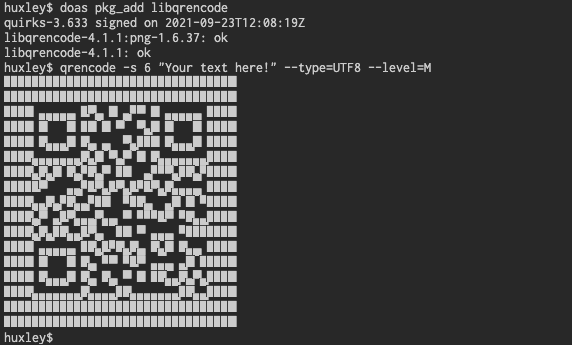 huxley$ doas pkg_add libqrencode
quirks-3.633 signed on 2021-09-23T12:08:19Z
libqrencode-4.1.1:png-1.6.37: ok
libqrencode-4.1.1: ok
huxley$ qrencode -s 6 "Your text here!" --type=UTF8 --level=M
huxley$